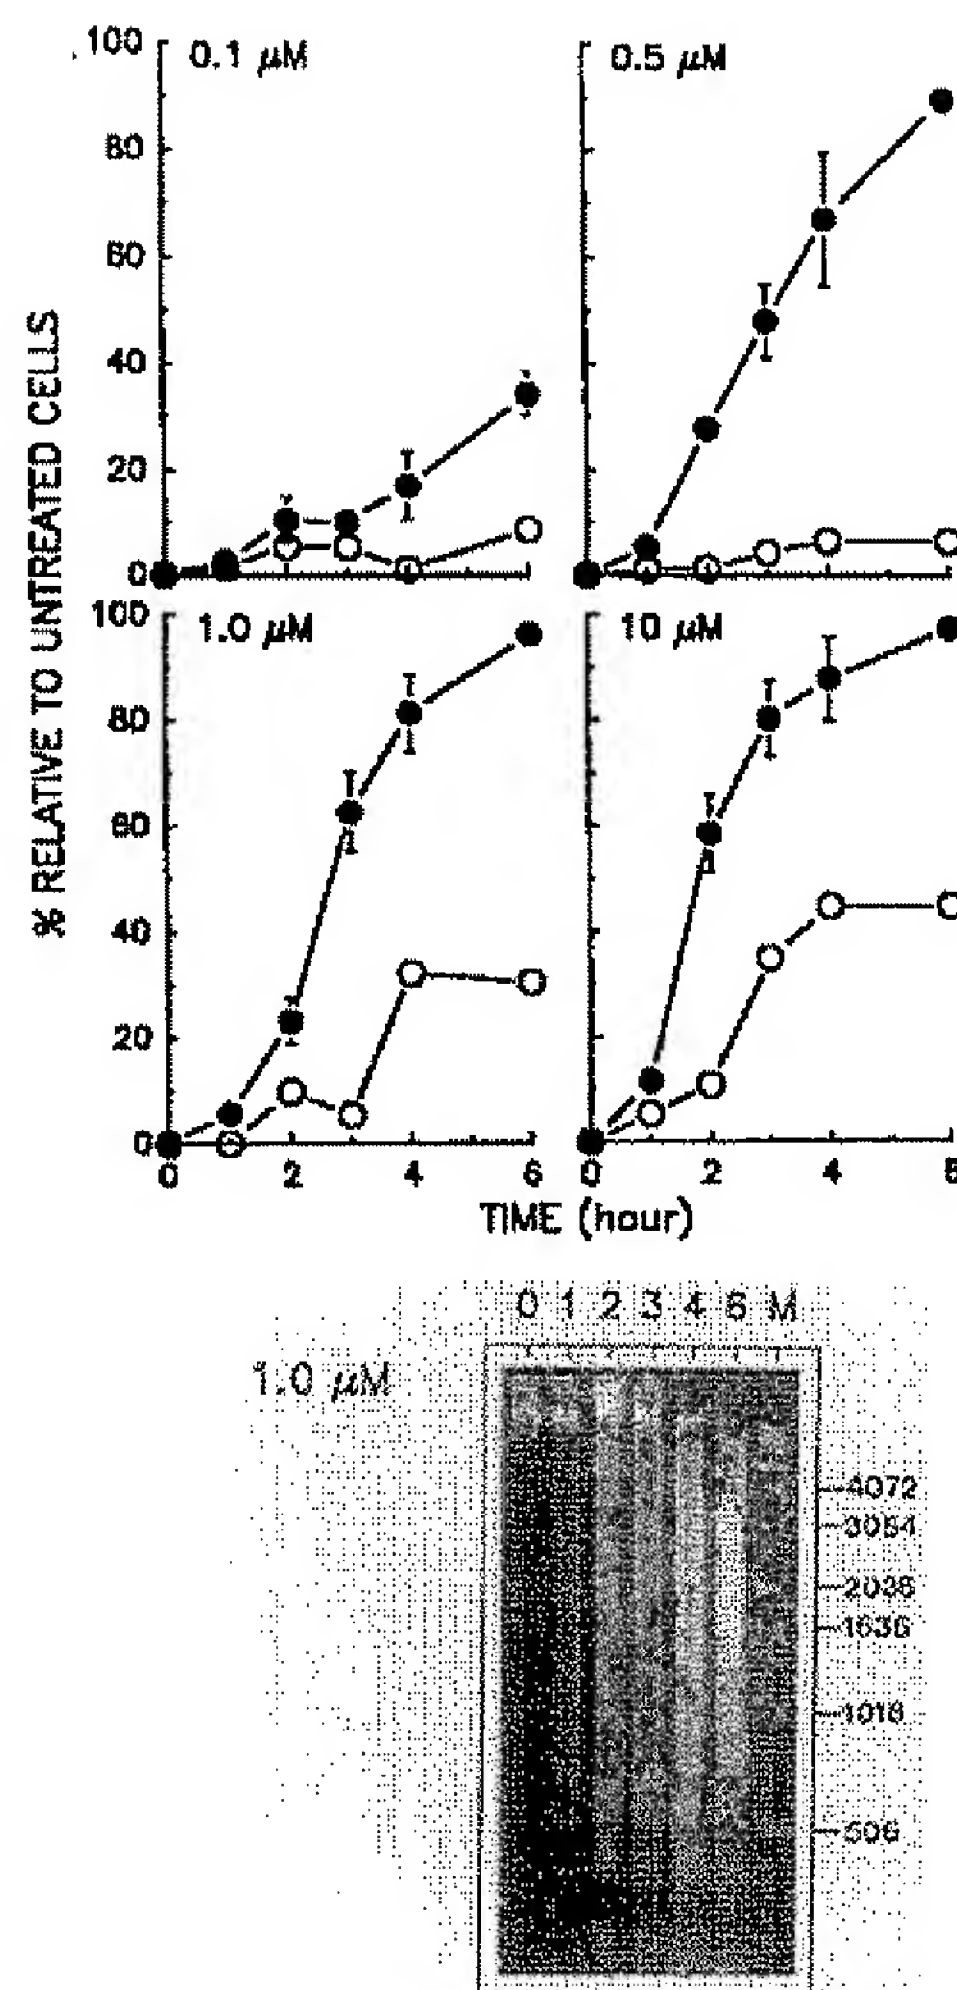 100 0.1 μM 0.5 μM
80
60
40
20
0
% RELATIVE TO UNTREATED CELLS
100 1.0 μM 10 μM
80
60
40
20
0
0 2 4 6 0 2 4 6
TIME (hour)
0 1 2 3 4 6 M
1.0 μM
4072
3054
2036
1636
1018
506